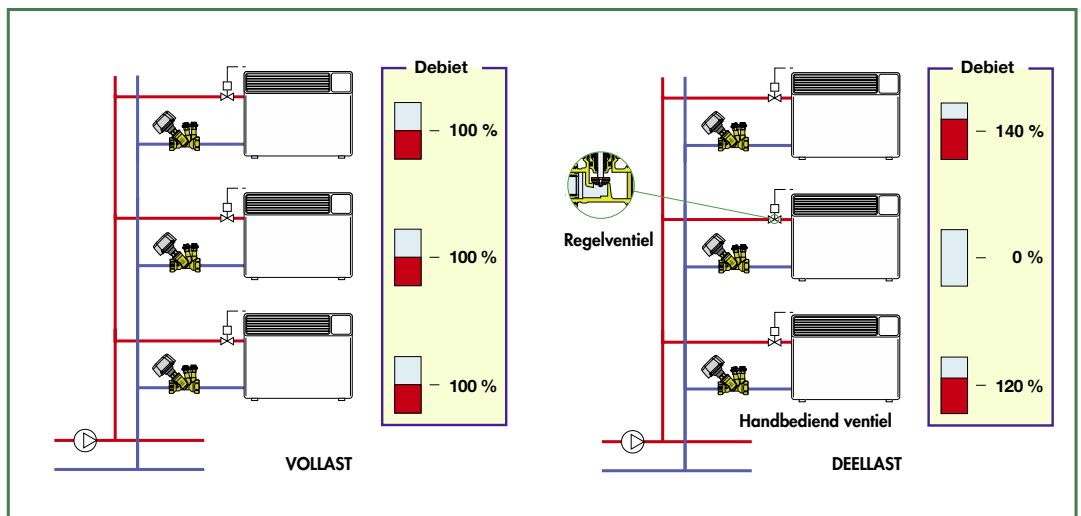 Debiet
100 %
100 %
100 %
VOLLAST
Debiet
140 %
Regelventiel
0 %
120 %
Handbediend ventiel
DEELLAST